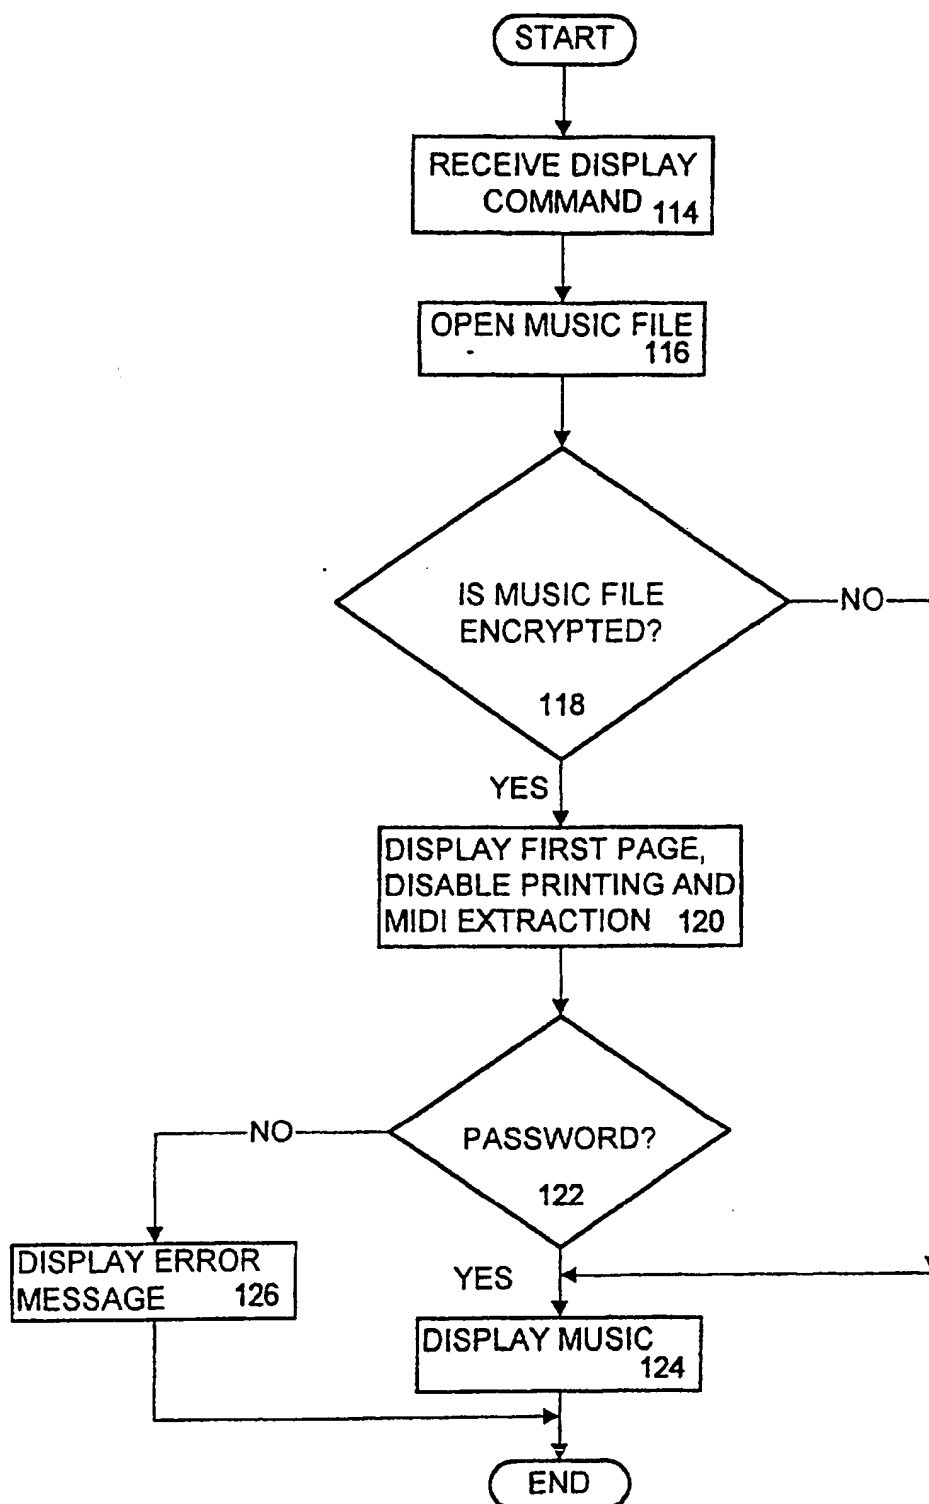 START
RECEIVE DISPLAY
COMMAND 114
OPEN MUSIC FILE
116
IS MUSIC FILE
ENCRYPTED?
118
NO
YES
DISPLAY FIRST PAGE,
DISABLE PRINTING AND
MIDI EXTRACTION 120
PASSWORD?
122
NO
YES
DISPLAY ERROR
MESSAGE 126
DISPLAY MUSIC
124
END